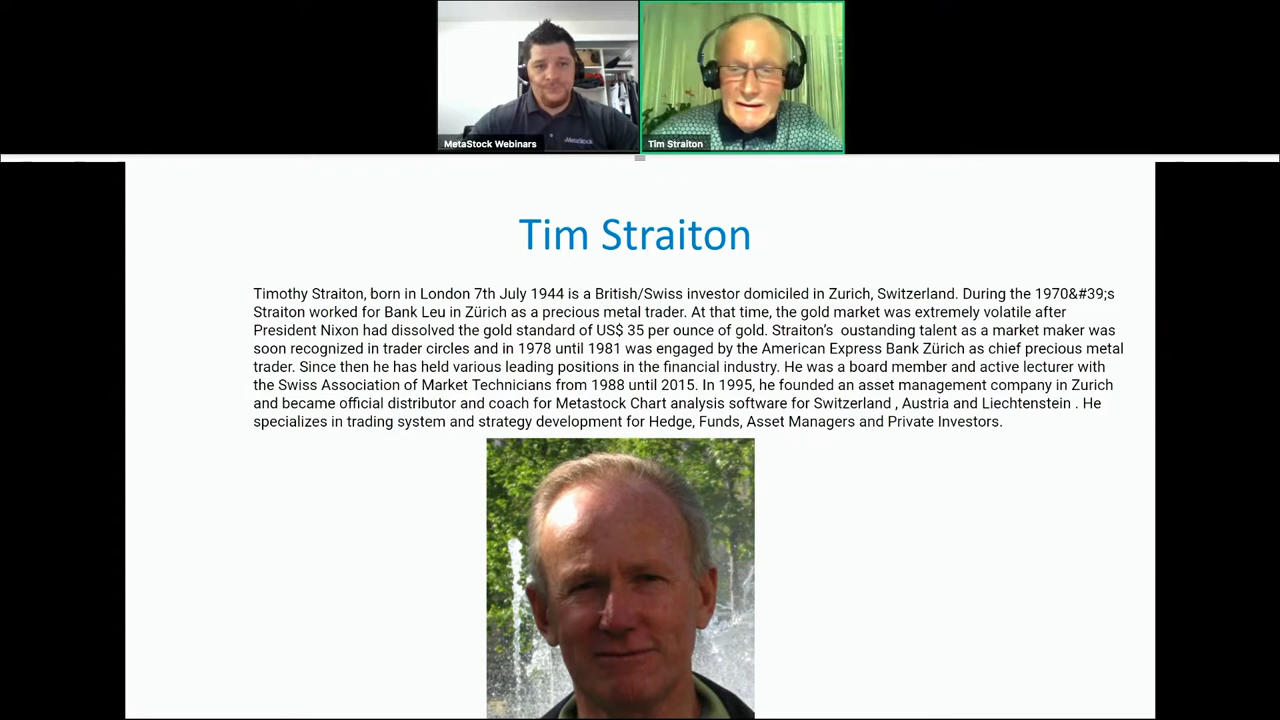 MetaStock
MetaStock Webinars
Tim Straiton
Tim Straiton
Timothy Straiton, born in London 7th July 1944 is a British/Swiss investor domiciled in Zurich, Switzerland. During the 1970&#39;s
Straiton worked for Bank Leu in Zürich as a precious metal trader. At that time, the gold market was extremely volatile after
President Nixon had dissolved the gold standard of US$ 35 per ounce of gold. Straiton’s  oustanding talent as a market maker was
soon recognized in trader circles and in 1978 until 1981 was engaged by the American Express Bank Zürich as chief precious metal
trader. Since then he has held various leading positions in the financial industry. He was a board member and active lecturer with
the Swiss Association of Market Technicians from 1988 until 2015. In 1995, he founded an asset management company in Zurich
and became official distributor and coach for Metastock Chart analysis software for Switzerland , Austria and Liechtenstein . He
specializes in trading system and strategy development for Hedge, Funds, Asset Managers and Private Investors.